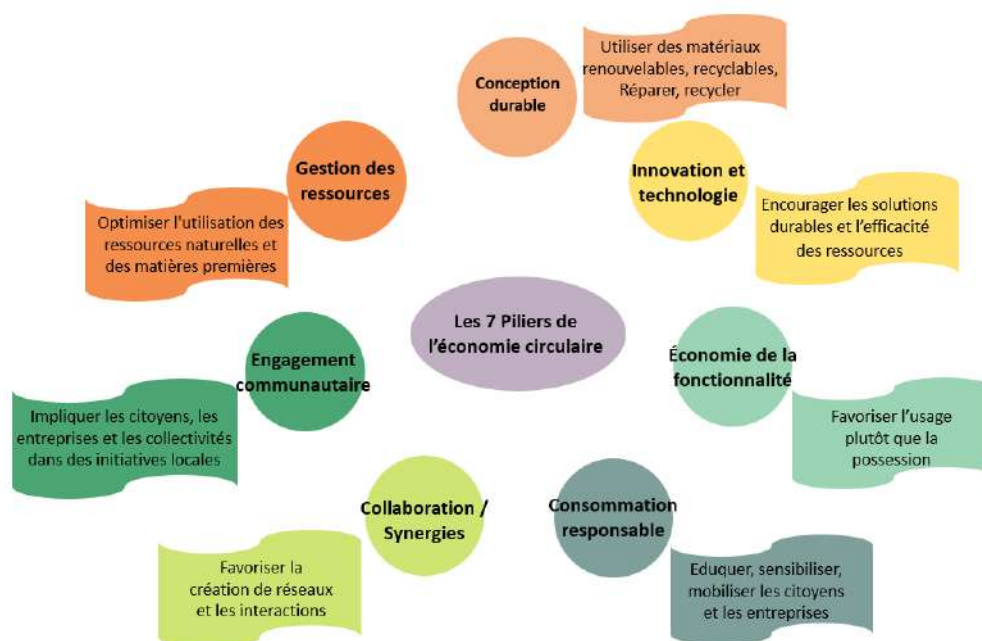 Conception
durable
Utiliser des matériaux
renouvelables, recyclables,
Réparer, recycler
Gestion des
ressources
Optimiser l'utilisation des
ressources naturelles et
des matières premières
Innovation et
technologie
Encourager les solutions
durables et l’efficacité
des ressources
Les 7 Piliers de
l’économie circulaire
Engagement
communautaire
Impliquer les citoyens, les
entreprises et les collectivités
dans des initiatives locales
Économie de la
fonctionnalité
Favoriser l’usage
plutôt que la
possession
Collaboration /
Synergies
Favoriser la
création de réseaux
et les interactions
Consommation
responsable
Eduquer, sensibiliser,
mobiliser les citoyens
et les entreprises